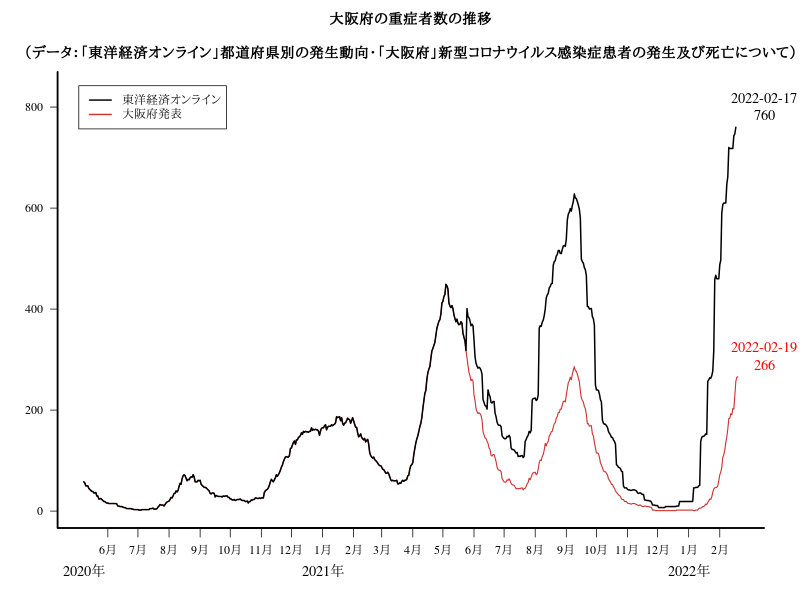 大阪府の重症者数の推移
(データ:「東洋経済オンライン」都道府県別の発生動向・「大阪府」新型コロナウイルス感染症患者の発生及び死亡について)
東洋経済オンライン
大阪府発表
2022-02-17
760
2022-02-19
266
800
600
400
200
0
6月 7月 8月 9月 10月 11月 12月 1月 2月 3月 4月 5月 6月 7月 8月 9月 10月 11月 12月 1月 2月
2020年 2021年 2022年